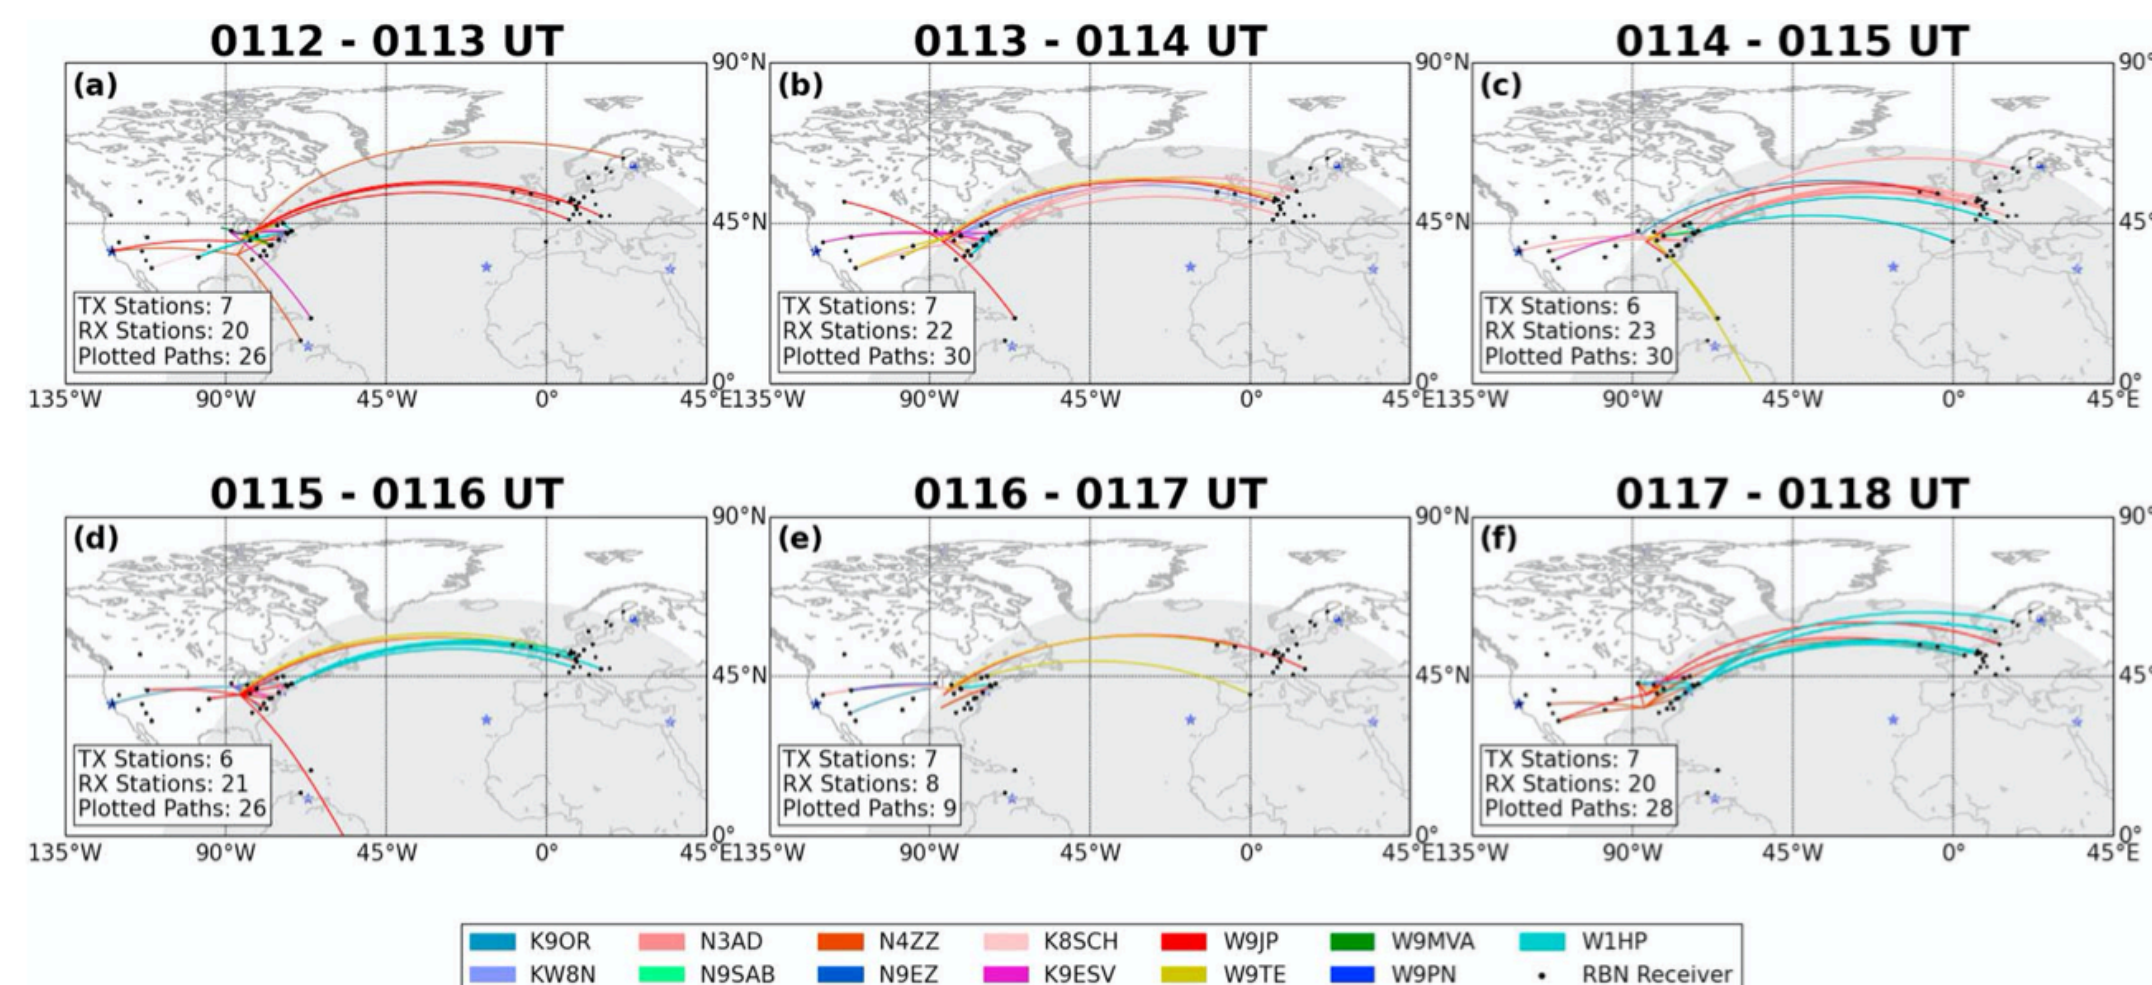 0112 - 0113 UT 0113 - 0114 UT 0114 - 0115 UT
(a) 90°N (b) 90°N (c) 90°
45°N 45°N 45°
TX Stations: 7
RX Stations: 20
Plotted Paths: 26
TX Stations: 7
RX Stations: 22
Plotted Paths: 30
TX Stations: 6
RX Stations: 23
Plotted Paths: 30
0° 0° 0°
135°W 90°W 45°W 0° 45°E 135°W 90°W 45°W 0° 45°E 135°W 90°W 45°W 0° 45°E
0115 - 0116 UT 0116 - 0117 UT 0117 - 0118 UT
(d) 90°N (e) 90°N (f) 90°
45°N 45°N 45°
TX Stations: 6
RX Stations: 21
Plotted Paths: 26
TX Stations: 7
RX Stations: 8
Plotted Paths: 9
TX Stations: 7
RX Stations: 20
Plotted Paths: 28
0° 0° 0°
135°W 90°W 45°W 0° 45°E 135°W 90°W 45°W 0° 45°E 135°W 90°W 45°W 0° 45°E
K9OR N3AD N4ZZ K8SCH W9JP W9MVA W1HP
KW8N N9SAB N9EZ K9ESV W9TE W9PN RBN Receiver